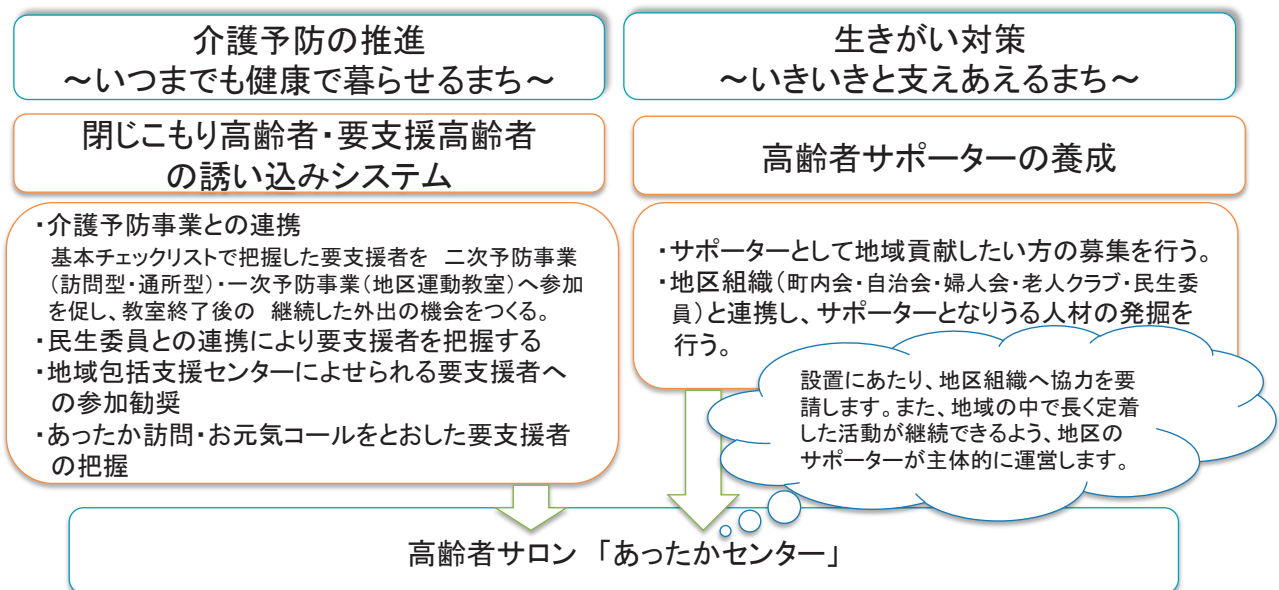 介護予防の推進
～いつまでも健康で暮らせるまち～
閉じこもり高齢者・要支援高齢者
の誘い込みシステム
・介護予防事業との連携
基本チェックリストで把握した要支援者を 二次予防事業
（訪問型・通所型）・一次予防事業（地区運動教室）へ参加
を促し、教室終了後の 継続した外出の機会をつくる。
・民生委員との連携により要支援者を把握する
・地域包括支援センターによせられる要支援者へ
の参加勧奨
・あったか訪問・お元気コールをとおした要支援者
の把握
生きがい対策
～いきいきと支えあえるまち～
高齢者サポーターの養成
・サポーターとして地域貢献したい方の募集を行う。
・地区組織（町内会・自治会・婦人会・老人クラブ・民生委
員）と連携し、サポーターとなりうる人材の発掘を
行う。
設置にあたり、地区組織へ協力を要
請します。また、地域の中で長く定着
した活動が継続できるよう、地区の
サポーターが主体的に運営します。
高齢者サロン 「あったかセンター」